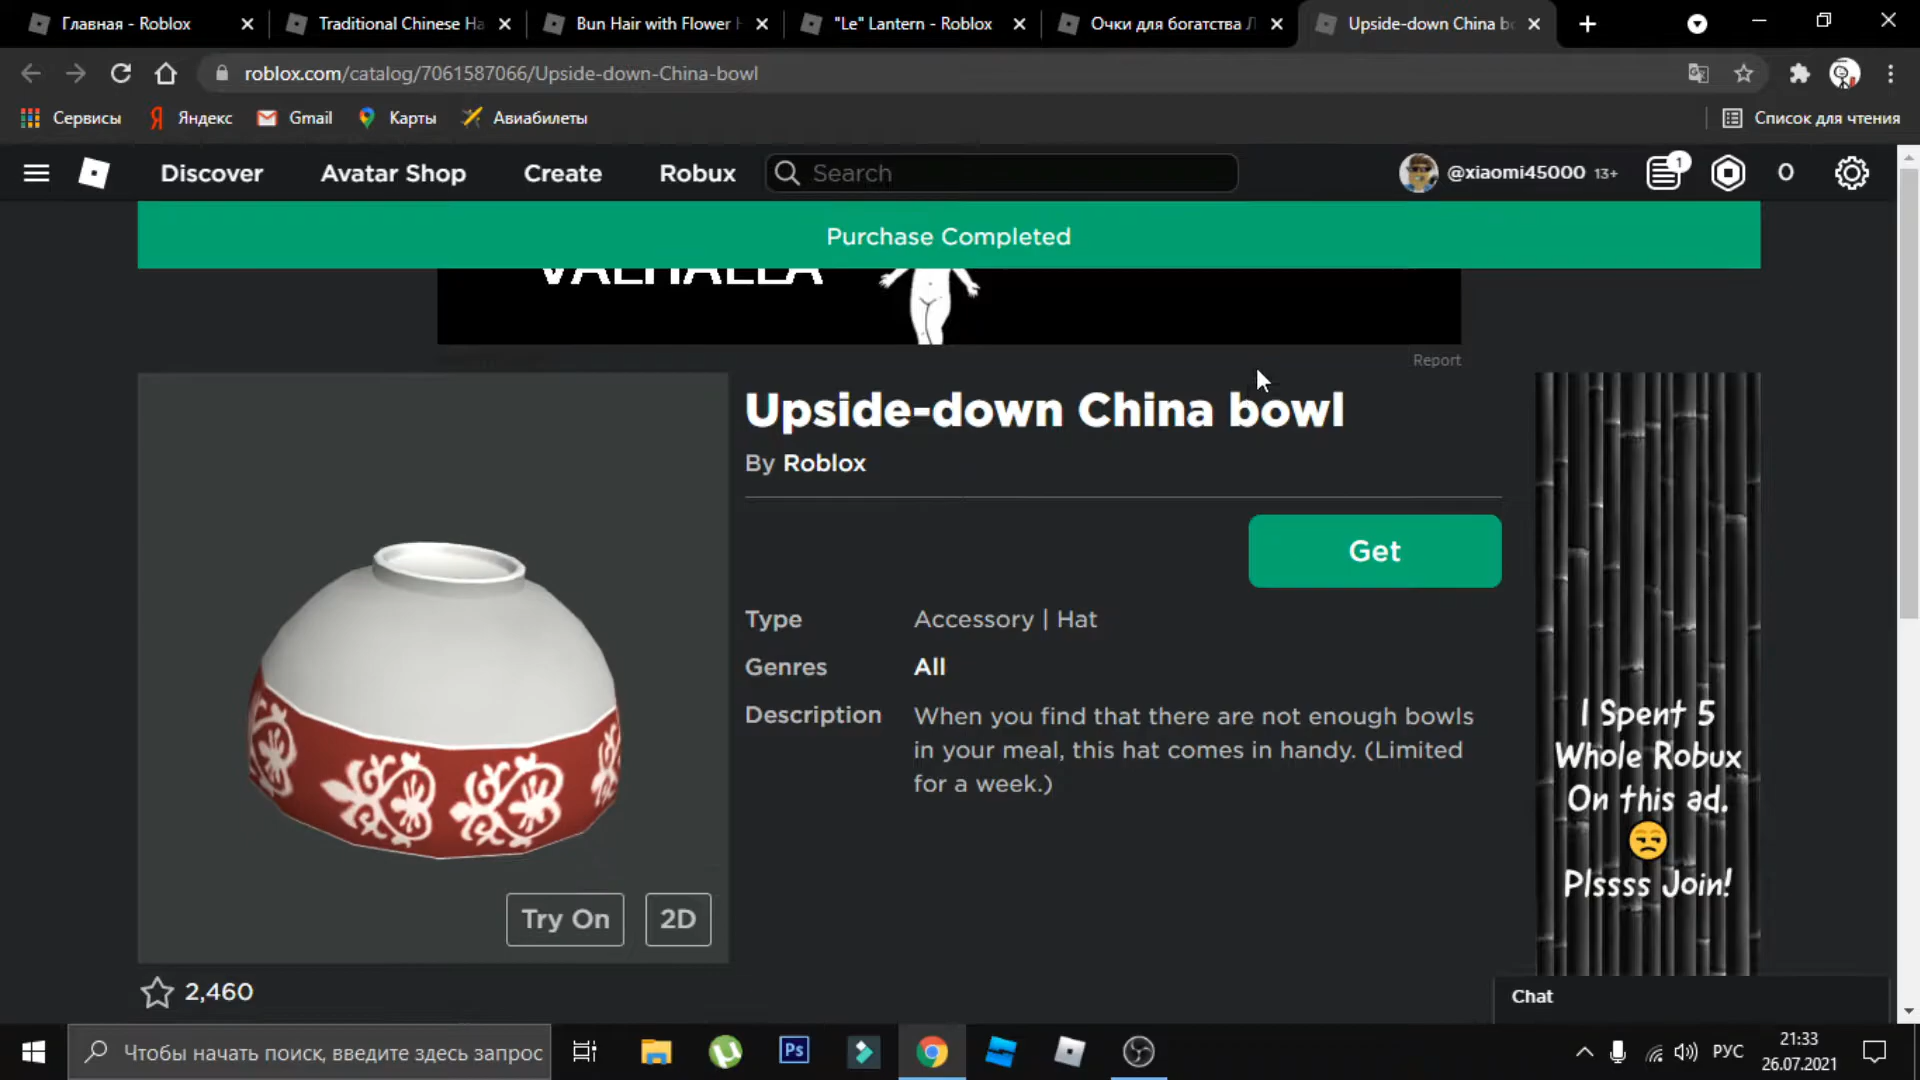 Главная - Roblox
Traditional Chinese Ha
Bun Hair with Flower H
"Le" Lantern - Roblox
Очки для богатства Л
Upside-down China bo
roblox.com/catalog/7061587066/Upside-down-China-bowl
Сервисы
Яндекс
Gmail
Карты
Авиабилеты
Список для чтения
Discover
Avatar Shop
Create
Robux
Search
@xiaomi45000 13+
1
0
Purchase Completed
VALHALLA
Report
Upside-down China bowl
By Roblox
Get
Type
Accessory | Hat
Genres
All
Description
When you find that there are not enough bowls
in your meal, this hat comes in handy. (Limited
for a week.)
Try On
2D
2,460
I Spent 5
Whole Robux
On this ad.
Plssss Join!
Chat
Чтобы начать поиск, введите здесь запрос
Ps
РУС
21:33
26.07.2021